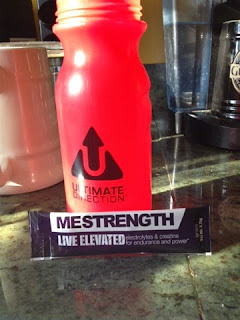 ULTIMATE
DIRECTION
MESTRENGTH
LIVE ELEVATED electrolytes & creatine
for endurance and power*